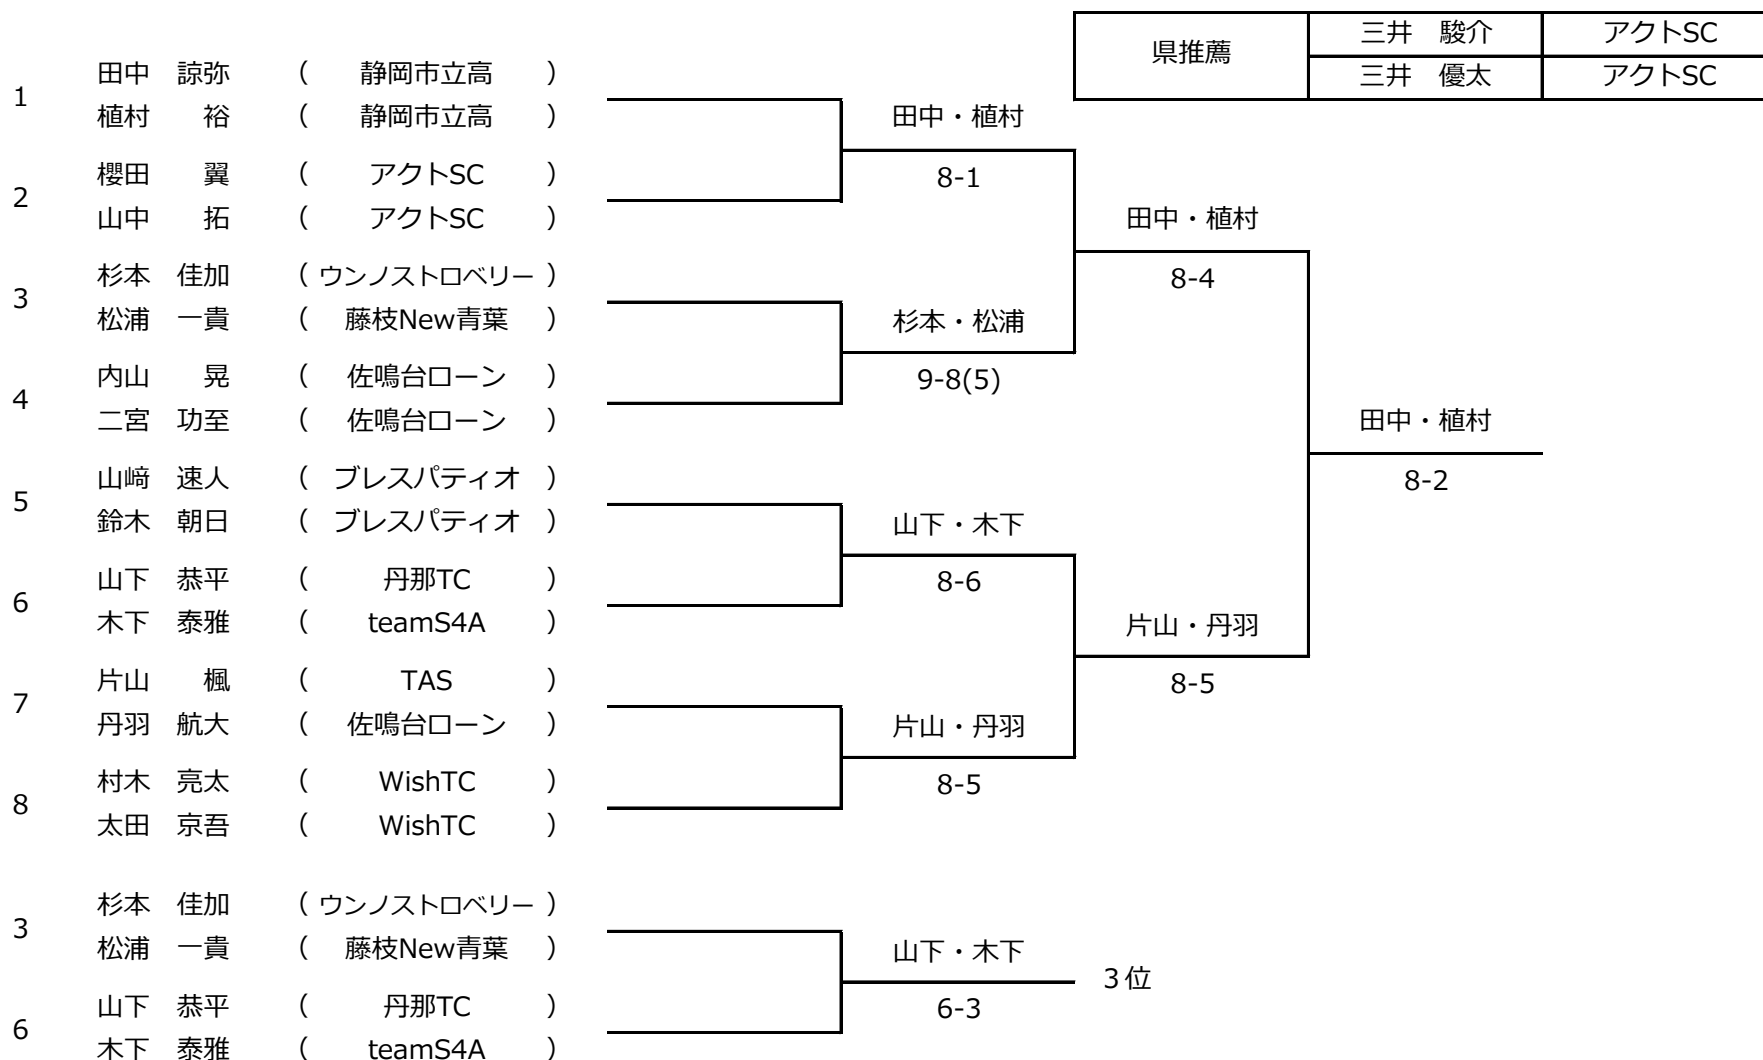 県推薦 三井 駿介 アクトSC
三井 優太 アクトSC
1 田中 諒弥 ( 静岡市立高 )
植村 裕 ( 静岡市立高 )
田中・植村
8-1
2 櫻田 翼 ( アクトSC )
山中 拓 ( アクトSC )
田中・植村
8-4
3 杉本 佳加 ( ウンノストロベリー )
松浦 一貴 ( 藤枝New青葉 )
杉本・松浦
9-8(5)
4 内山 晃 ( 佐鳴台ローン )
二宮 功至 ( 佐鳴台ローン )
田中・植村
8-2
5 山﨑 速人 ( ブレスパティオ )
鈴木 朝日 ( ブレスパティオ )
山下・木下
8-6
6 山下 恭平 ( 丹那TC )
木下 泰雅 ( teamS4A )
片山・丹羽
8-5
7 片山 楓 ( TAS )
丹羽 航大 ( 佐鳴台ローン )
片山・丹羽
8-5
8 村木 亮太 ( WishTC )
太田 京吾 ( WishTC )
3 杉本 佳加 ( ウンノストロベリー )
松浦 一貴 ( 藤枝New青葉 )
山下・木下
6-3
3位
6 山下 恭平 ( 丹那TC )
木下 泰雅 ( teamS4A )